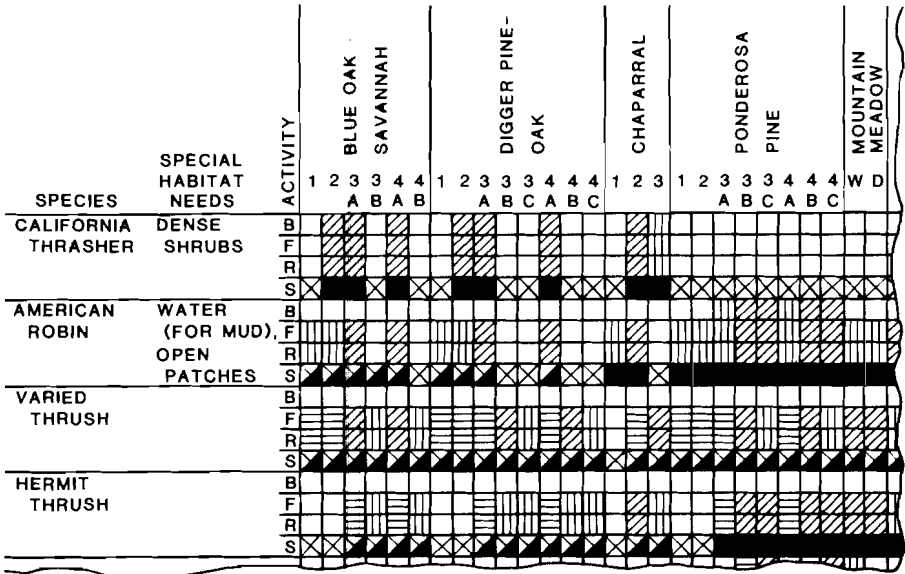 SPECIES
SPECIAL
HABITAT
NEEDS
ACTIVITY
BLUE OAK
SAVANNAH
DIGGER PINE-
OAK
CHAPARRAL
PONDEROSA
PINE
MOUNTAIN
MEADOW
1 2 3 3 4 4 1 2 3 3 3 4 4 4 1 2 3 1 2 3 3 3 4 4 4 W D
A B A B A B C A B C A B C A B C
CALIFORNIA DENSE B
THRASHER SHRUBS F
R
S
AMERICAN WATER B
ROBIN (FOR MUD), F
OPEN R
PATCHES S
VARIED B
THRUSH F
R
S
HERMIT B
THRUSH F
R
S